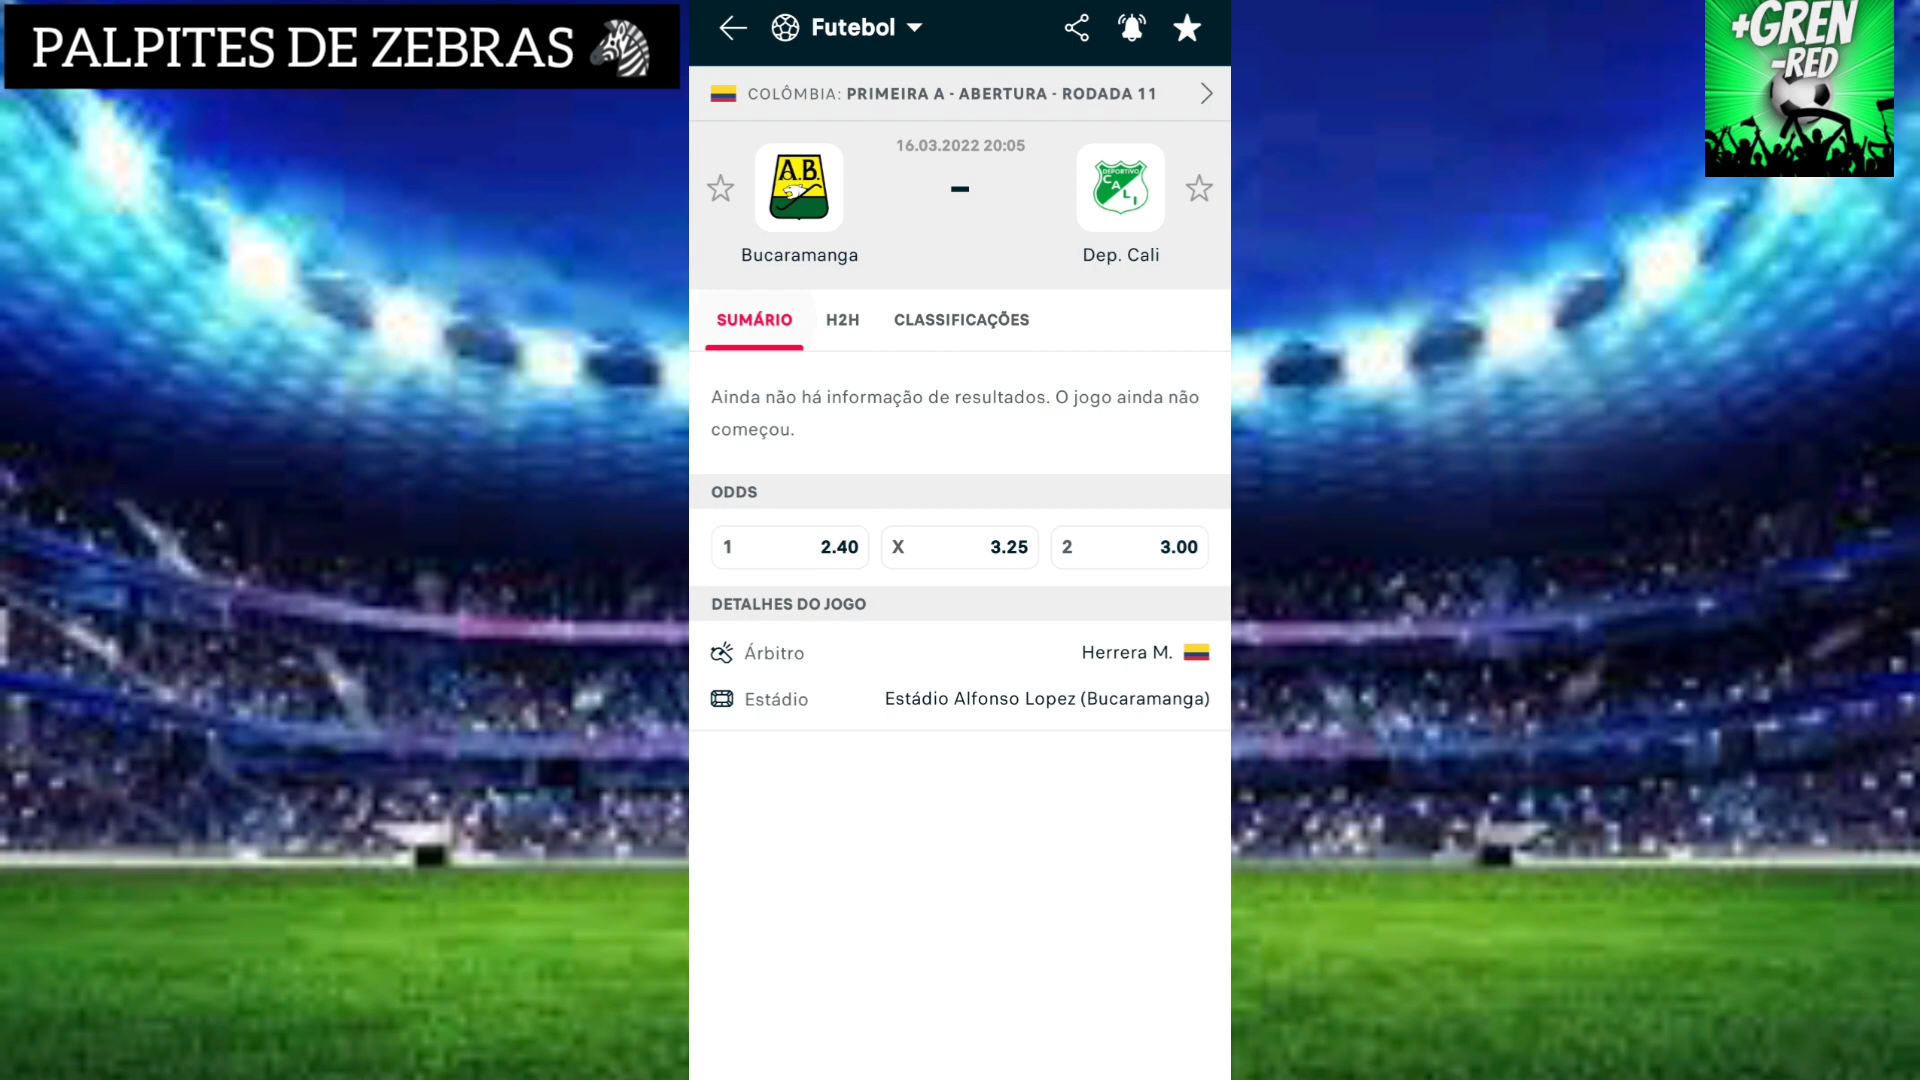 PALPITES DE ZEBRAS
+GREN
-RED
Futebol
COLÔMBIA: PRIMEIRA A - ABERTURA - RODADA 11
16.03.2022 20:05
A.B.
DEPORTIVO
CALI
-
Bucaramanga
Dep. Cali
SUMÁRIO
H2H
CLASSIFICAÇÕES
Ainda não há informação de resultados. O jogo ainda não
começou.
ODDS
1 2.40
X 3.25
2 3.00
DETALHES DO JOGO
Árbitro
Herrera M.
Estádio
Estádio Alfonso Lopez (Bucaramanga)